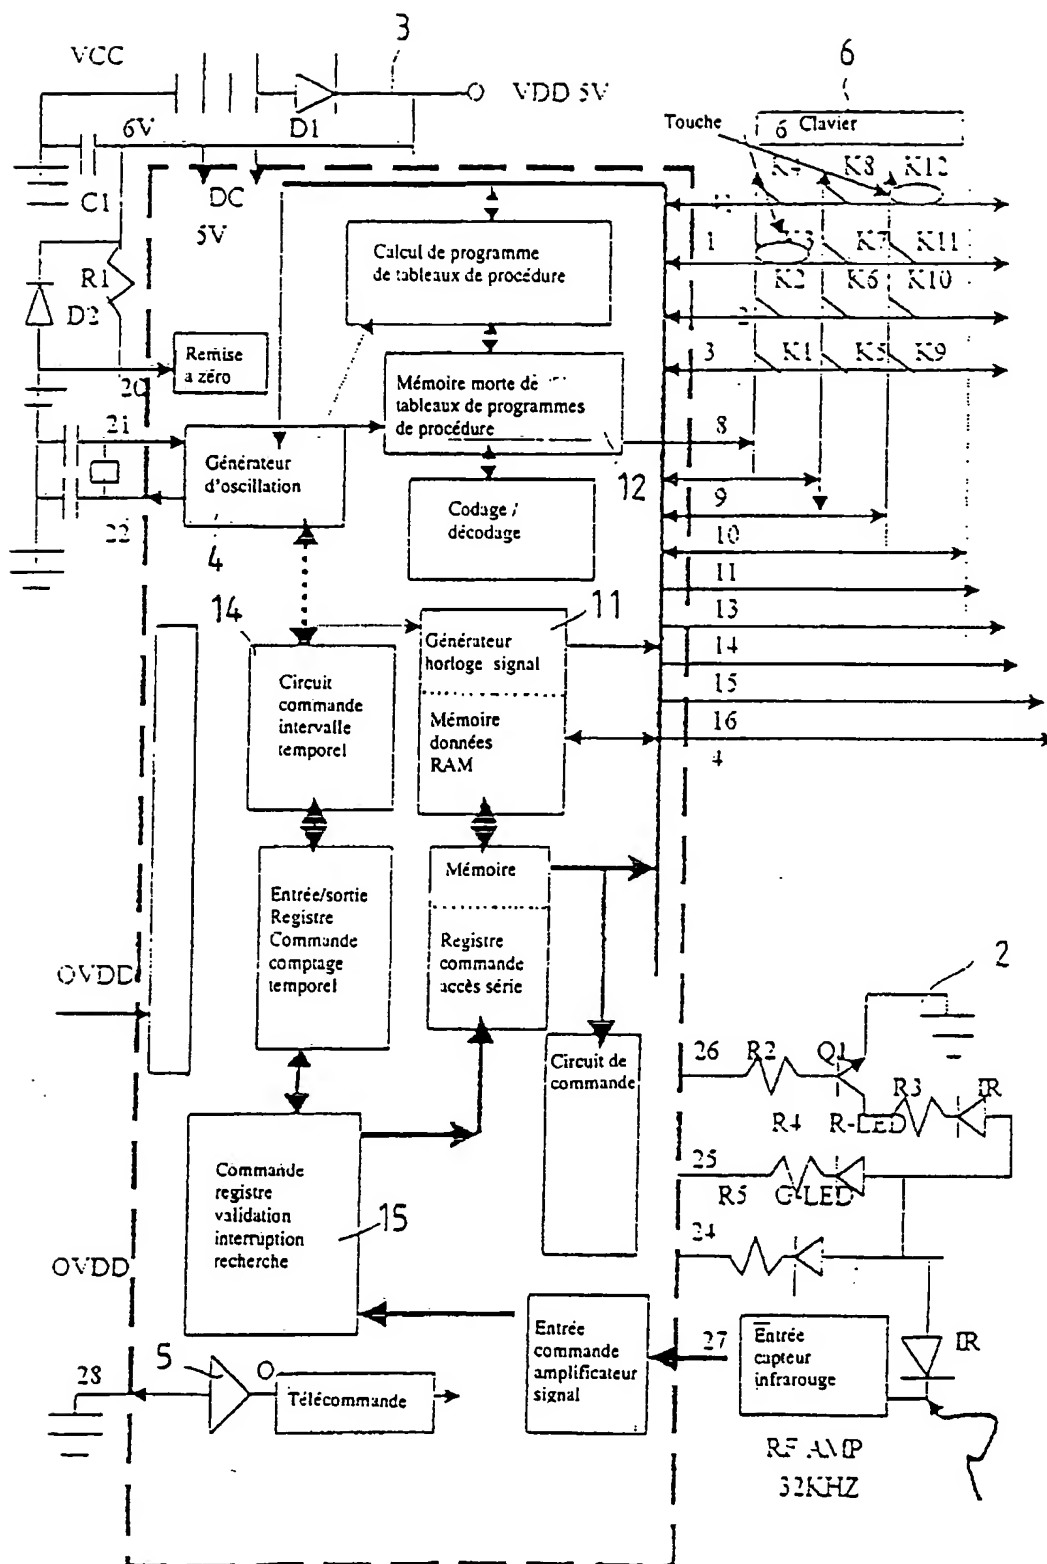 3
VCC
6
VDD 5V
6V
D1
Touche
6 Clavier
K4
K8
K12
C1
DC
5V
1
K3
K7
K11
Calcul de programme
de tableaux de procédure
R1
K2
K6
K10
D2
2
Remise
a zéro
3
K1
K5
K9
20
Mémoire morte de
tableaux de programmes
de procédure
21
8
Générateur
d'oscillation
12
9
Codage /
décodage
22
4
10
11
14
11
13
Générateur
horloge signal
14
Circuit
commande
intervalle
temporel
15
Mémoire
données
RAM
16
4
Mémoire
Entrée/sortie
Registre
Commande
comptage
temporel
Registre
commande
accès série
OVDD
2
26
R2
Q1
Circuit de
commande
R3
IR
R4
R-LED
25
Commande
registre
validation
interruption
recherche
R5
G-LED
15
24
OVDD
Entrée
commande
amplificateur
signal
27
Entrée
capteur
infrarouge
IR
5
28
O
Télécommande
RF AMP
32KHZ